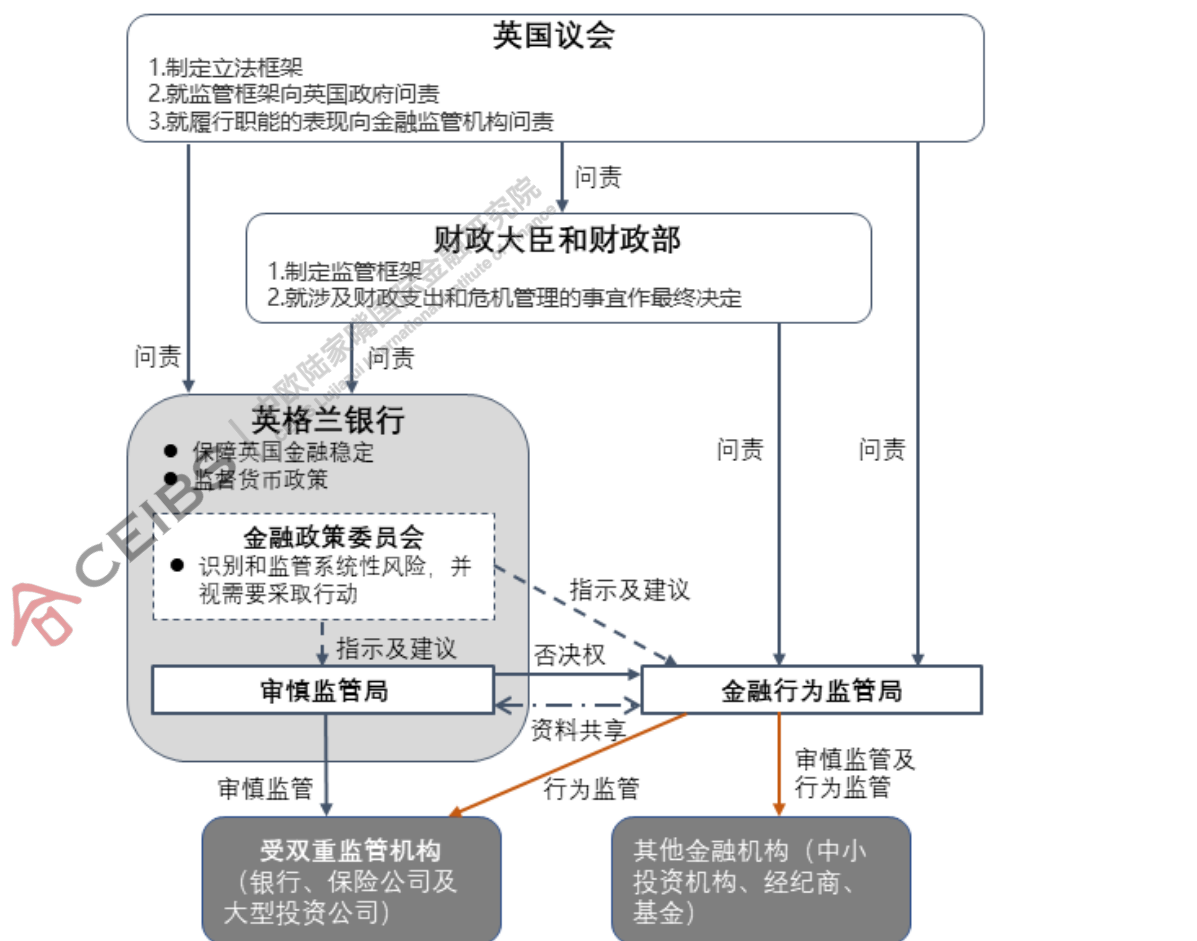 英国议会
1.制定立法框架
2.就监管框架向英国政府问责
3.就履行职能的表现向金融监管机构问责
问责
财政大臣和财政部
1.制定监管框架
2.就涉及财政支出和危机管理的事宜作最终决定
问责
问责
英格兰银行
● 保障英国金融稳定
● 监督货币政策
问责
问责
金融政策委员会
● 识别和监管系统性风险，并
视需要采取行动
指示及建议
指示及建议
否决权
审慎监管局
金融行为监管局
资料共享
审慎监管
行为监管
审慎监管及
行为监管
受双重监管机构
（银行、保险公司及
大型投资公司）
其他金融机构（中小
投资机构、经纪商、
基金）
CEIBS | 中欧陆家嘴国际金融研究院
Lujiazui International Institute of Finance